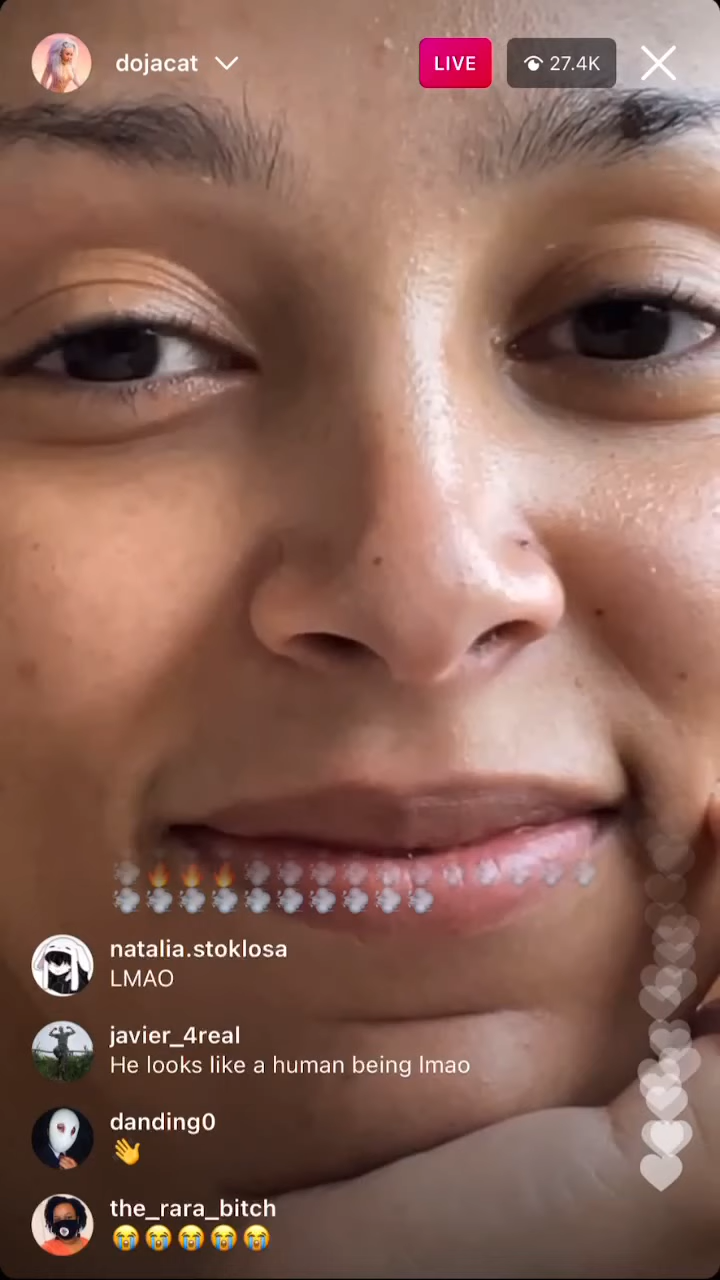 dojacat
LIVE
27.4K
natalia.stoklosa
LMAO
javier_4real
He looks like a human being lmao
danding0
👋
the_rara_bitch
😭😭😭😭😭